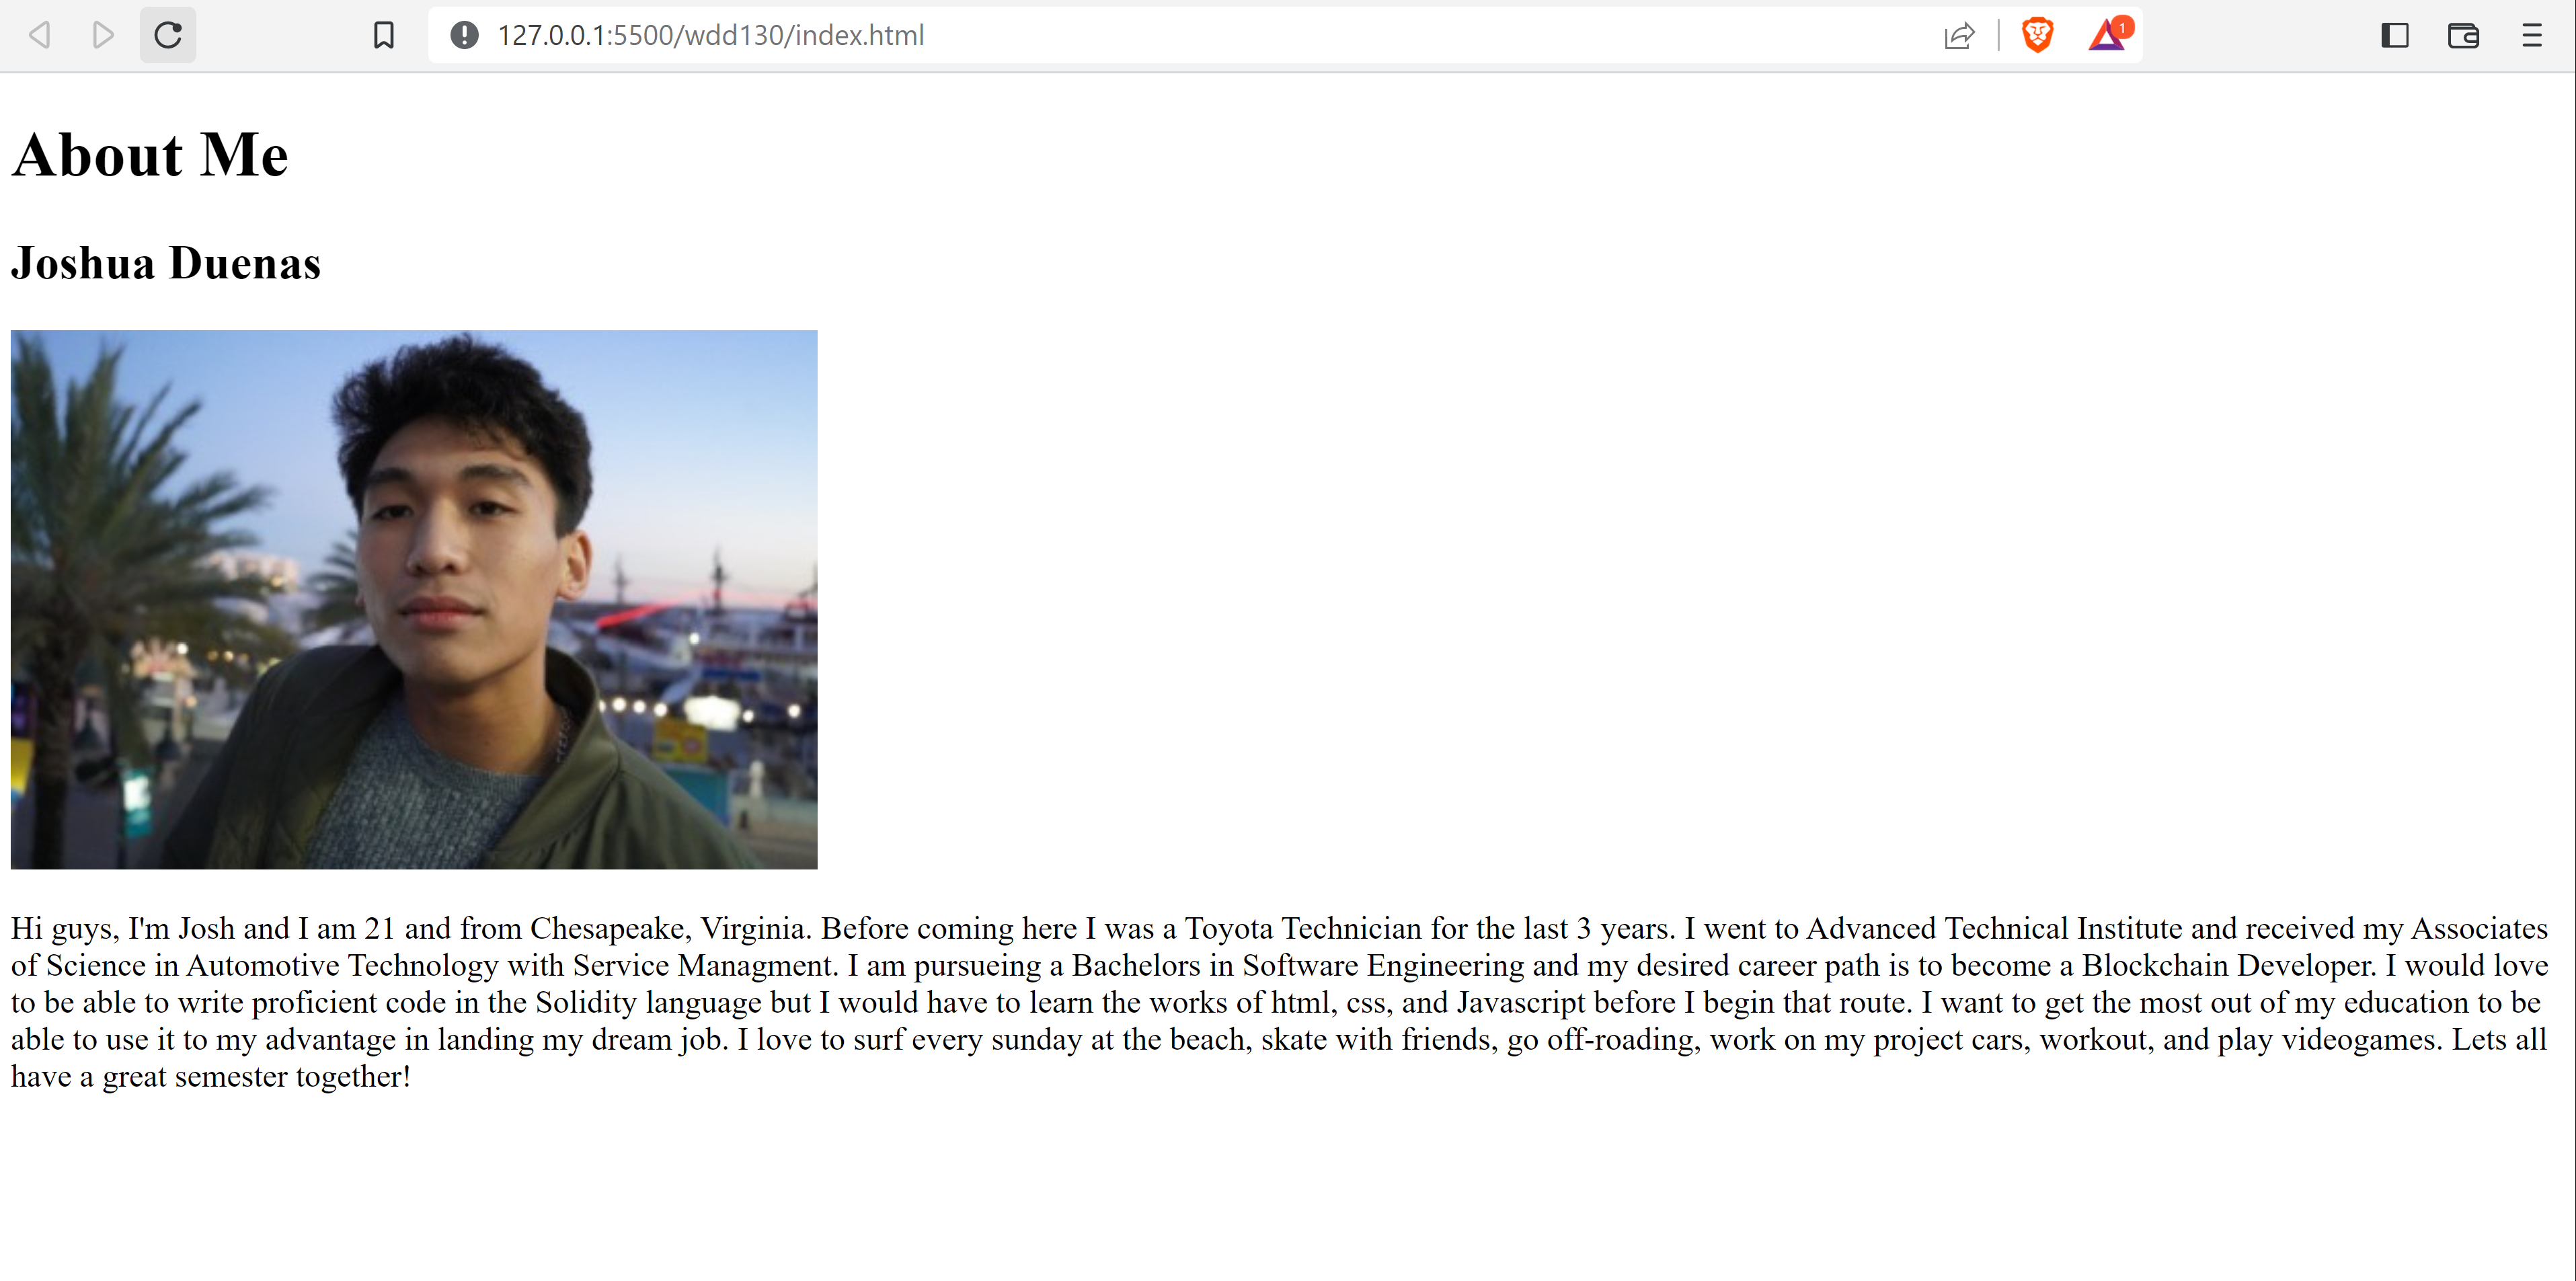 127.0.0.1:5500/wdd130/index.html
1
About Me
Joshua Duenas
Hi guys, I'm Josh and I am 21 and from Chesapeake, Virginia. Before coming here I was a Toyota Technician for the last 3 years. I went to Advanced Technical Institute and received my Associates
of Science in Automotive Technology with Service Managment. I am pursueing a Bachelors in Software Engineering and my desired career path is to become a Blockchain Developer. I would love
to be able to write proficient code in the Solidity language but I would have to learn the works of html, css, and Javascript before I begin that route. I want to get the most out of my education to be
able to use it to my advantage in landing my dream job. I love to surf every sunday at the beach, skate with friends, go off-roading, work on my project cars, workout, and play videogames. Lets all
have a great semester together!